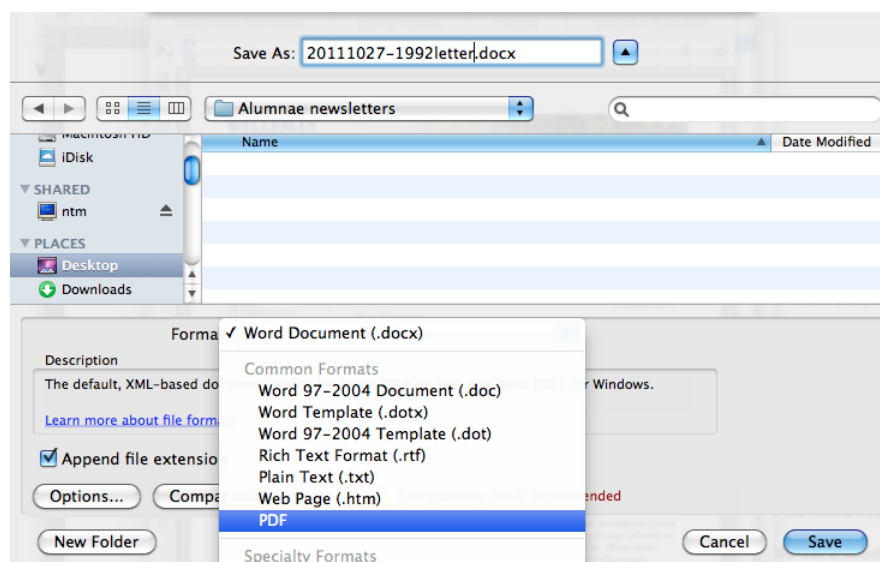 Save As: 20111027-1992letter.docx
Alumnae newsletters
Macintosh HD
Name Date Modified
iDisk
SHARED
ntm
PLACES
Desktop
Downloads
Forma ✓ Word Document (.docx)
Description
Common Formats
The default, XML-based do r Windows.
Word 97-2004 Document (.doc)
Word Template (.dotx)
Learn more about file forma
Word 97-2004 Template (.dot)
Rich Text Format (.rtf)
Append file extensio
Plain Text (.txt)
Options... Compa Web Page (.htm) ended
PDF
New Folder Cancel Save
Specialty Formats